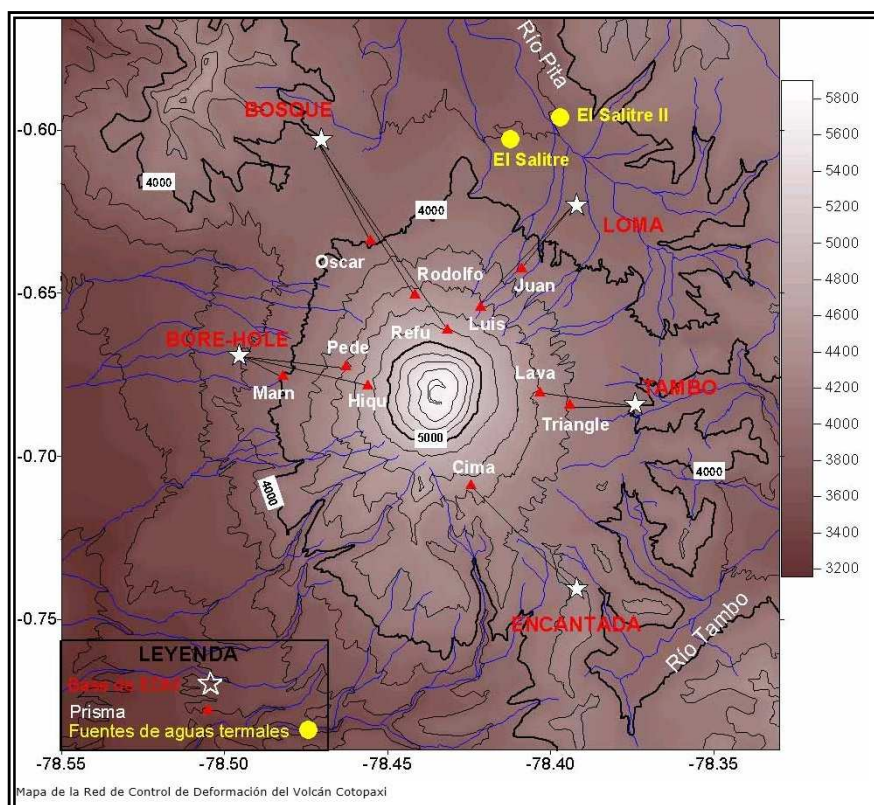 Río Pita
BOSQUE
El Salitre II
El Salitre
4000
4000
LOMA
Oscar
Rodolfo
Juan
Luis
Refu
BORE-HOLE
Pede
Lava
TAMBO
Marn
Hiqu
Triangle
5000
Cima
4000
4000
ENCANTADA
Río Tambo
LEYENDA
Prisma
Fuentes de aguas termales
-0.60
-0.65
-0.70
-0.75
-78.55
-78.50
-78.45
-78.40
-78.35
5800
5600
5400
5200
5000
4800
4600
4400
4200
4000
3800
3600
3400
3200
Mapa de la Red de Control de Deformación del Volcán Cotopaxi